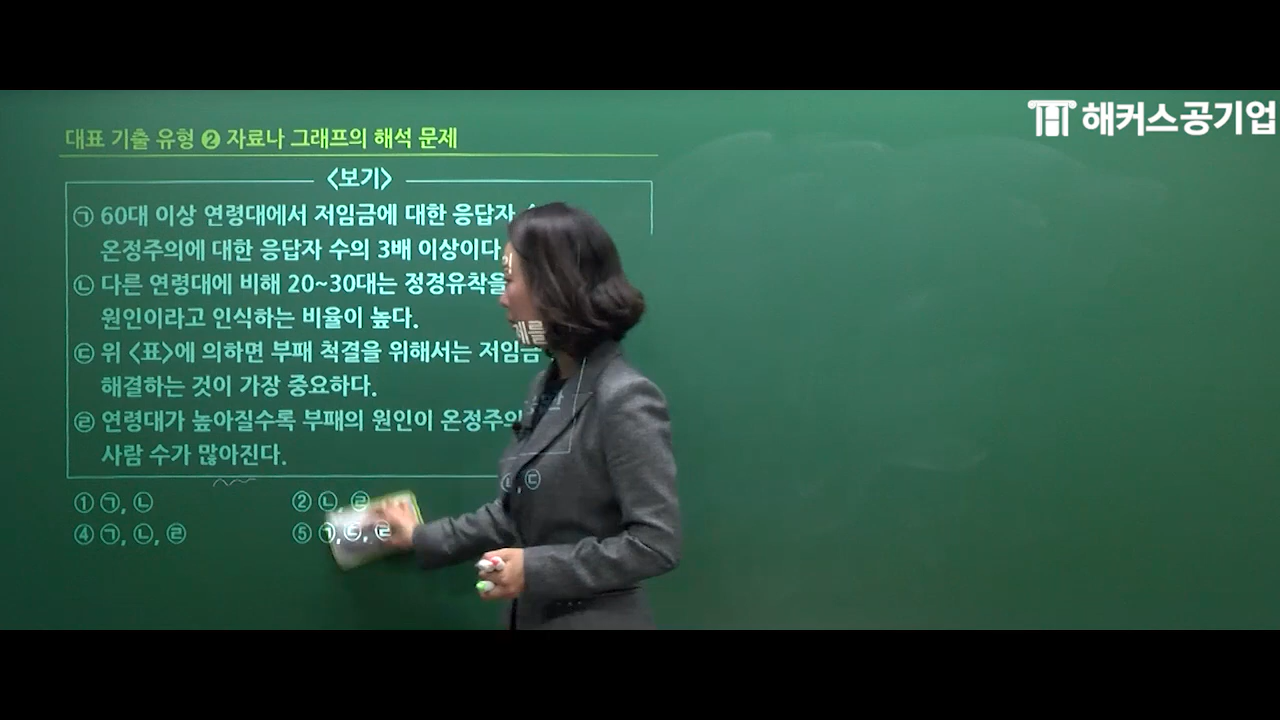 해커스공기업
대표 기출 유형 ❷ 자료나 그래프의 해석 문제
<보기>
㉠ 60대 이상 연령대에서 저임금에 대한 응답자
온정주의에 대한 응답자 수의 3배 이상이다.
㉡ 다른 연령대에 비해 20~30대는 정경유착을
원인이라고 인식하는 비율이 높다.
㉢ 위 <표>에 의하면 부패 척결을 위해서는 저임금
해결하는 것이 가장 중요하다.
㉣ 연령대가 높아질수록 부패의 원인이 온정주의
사람 수가 많아진다.
① ㉠, ㉡ ② ㉡, ㉣ , ㉢
④ ㉠, ㉡, ㉣ ⑤ ㉠, ㉢, ㉣